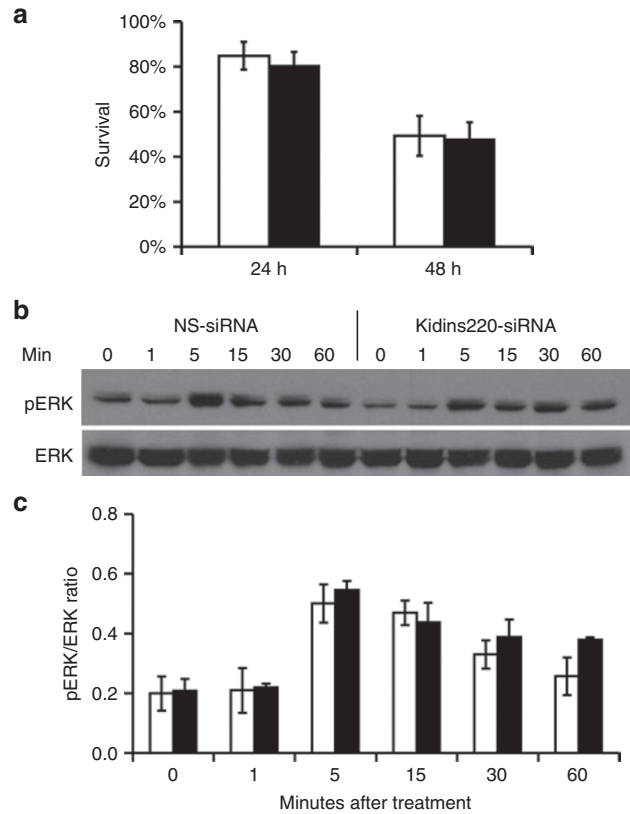 a
100%
80%
60%
40%
20%
0%
Survival
24 h 48 h
b
NS-siRNA Kidins220-siRNA
Min 0 1 5 15 30 60 0 1 5 15 30 60
pERK
ERK
c
0.8
0.6
0.4
0.2
0.0
pERK/ERK ratio
0 1 5 15 30 60
Minutes after treatment